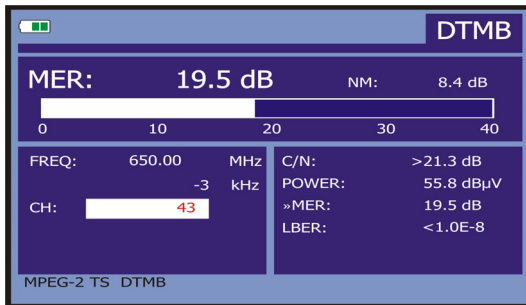 DTMB
MER: 19.5 dB NM: 8.4 dB
0 10 20 30 40
FREQ: 650.00 MHz
-3 kHz
CH: 43
C/N: >21.3 dB
POWER: 55.8 dBµV
»MER: 19.5 dB
LBER: <1.0E-8
MPEG-2 TS DTMB